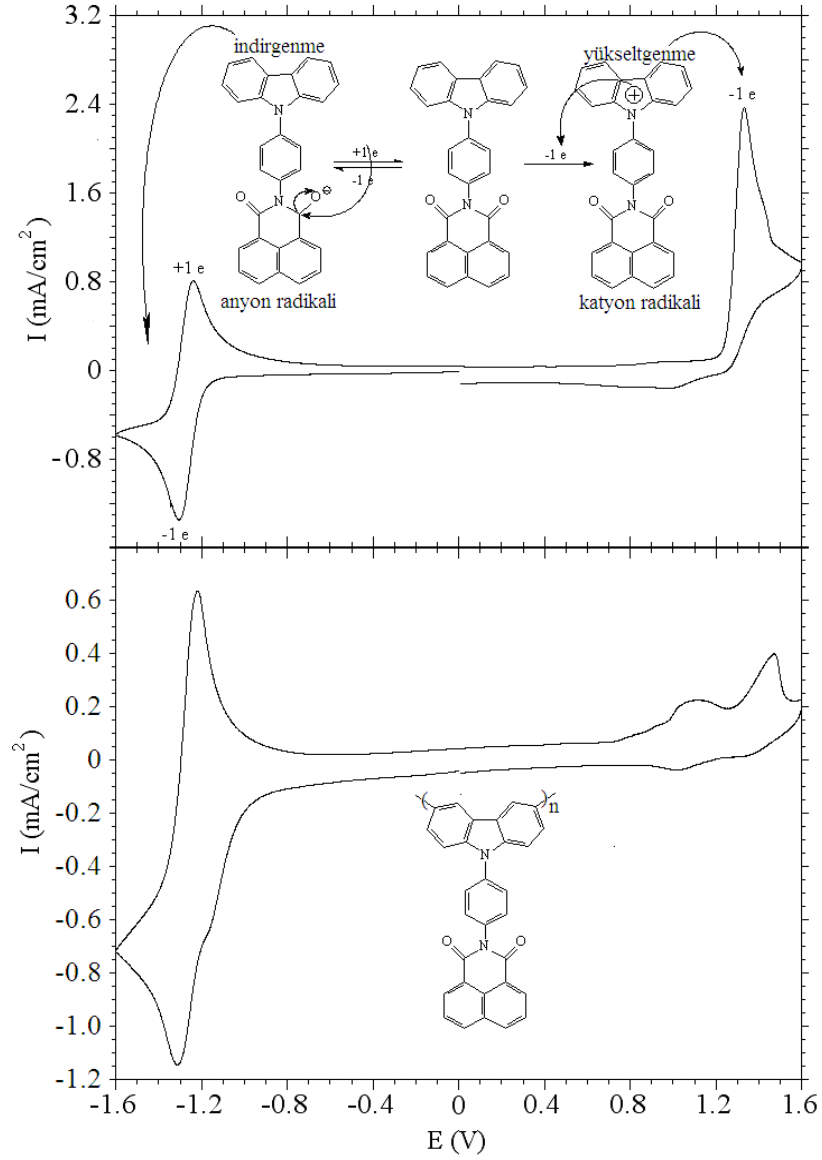 3.2
2.4
1.6
0.8
0
-0.8
I (mA/cm²)
indirgenme
yükseltgenme
-1 e
N
N
N
+1 e
-1 e
-1 e
N
O
O
⊖
N
O
O
N
O
O
anyon radikali
katyon radikali
+1 e
-1 e
0.6
0.4
0.2
0
-0.2
-0.4
-0.6
-0.8
-1.0
-1.2
I (mA/cm²)
( )n
N
O
N
O
-1.6 -1.2 -0.8 -0.4 0 0.4 0.8 1.2 1.6
E (V)